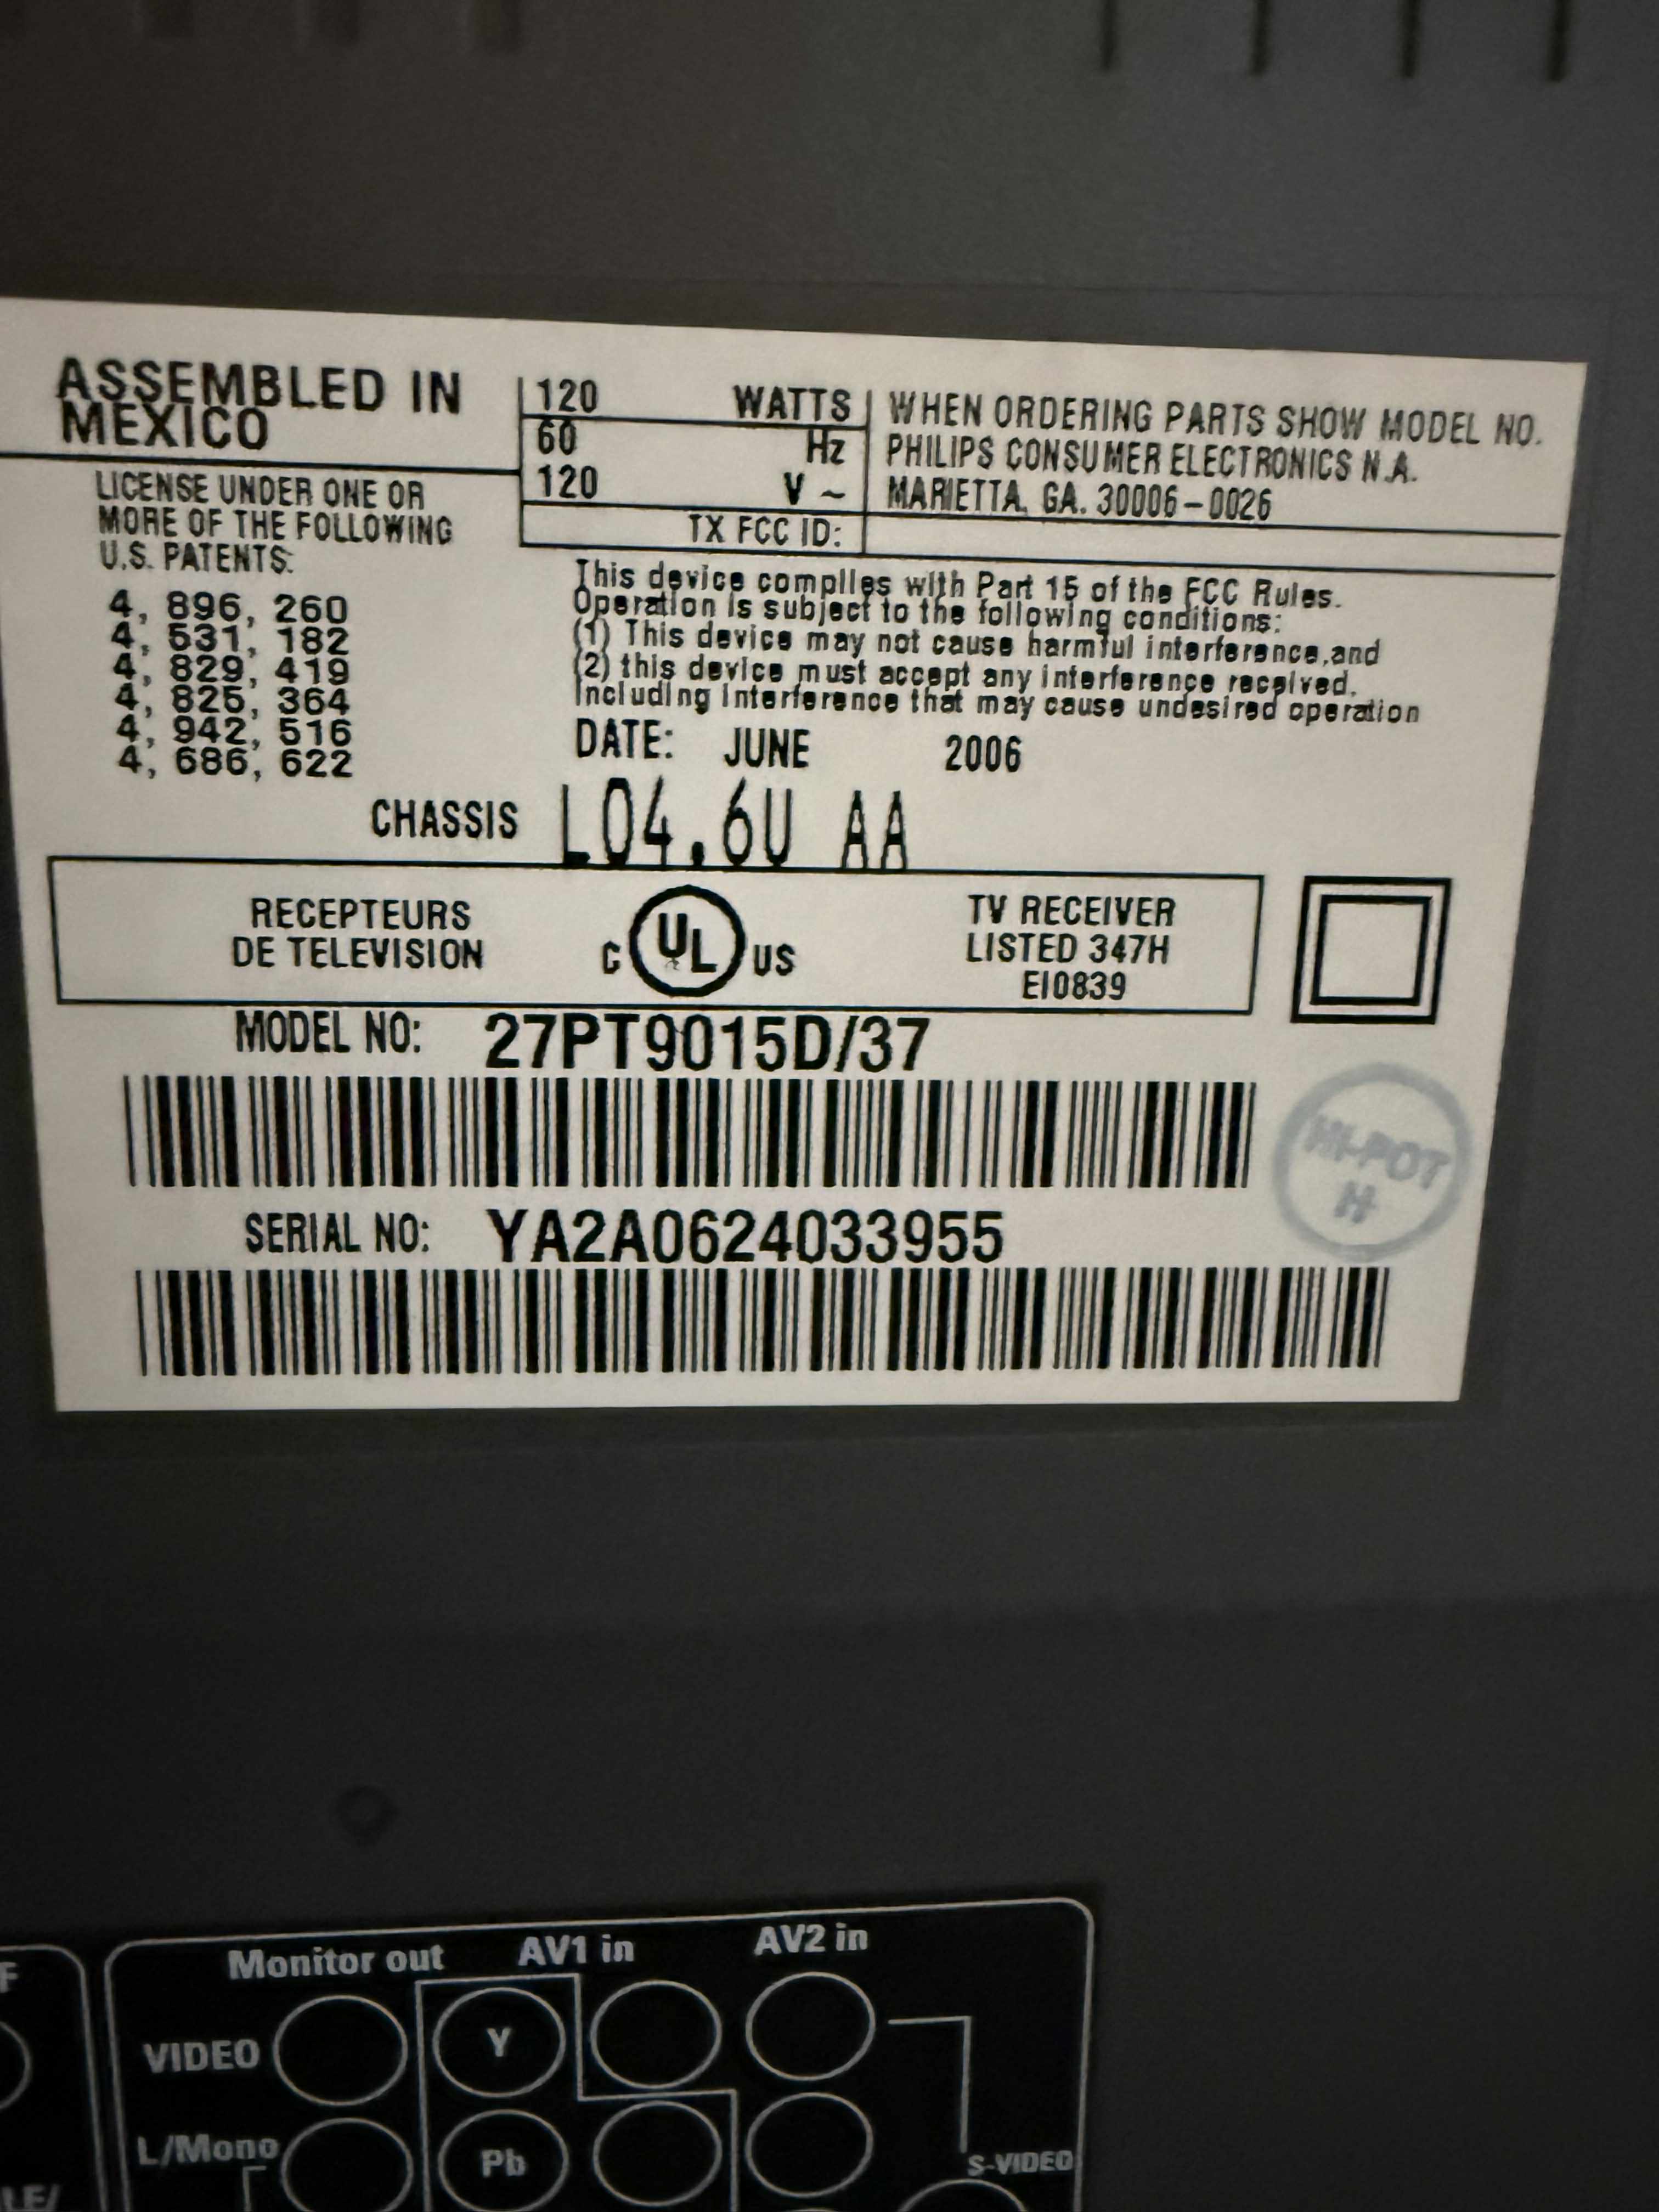 ASSEMBLED IN
MEXICO
120 WATTS
60 Hz
120 V ~
TX FCC ID:
WHEN ORDERING PARTS SHOW MODEL NO.
PHILIPS CONSUMER ELECTRONICS N.A.
MARIETTA, GA. 30006-0026
LICENSE UNDER ONE OR
MORE OF THE FOLLOWING
U.S. PATENTS:
4, 896, 260
4, 531, 182
4, 829, 419
4, 825, 364
4, 942, 516
4, 686, 622
This device complies with Part 15 of the FCC Rules.
Operation is subject to the following conditions:
(1) This device may not cause harmful interference,and
(2) this device must accept any interference received.
Including Interference that may cause undesired operation
DATE: JUNE 2006
CHASSIS L04.6U AA
RECEPTEURS
DE TELEVISION
C UL US
TV RECEIVER
LISTED 347H
EI0839
MODEL NO: 27PT9015D/37
HI-POT
H
SERIAL NO: YA2A0624033955
Monitor out
AV1 in
AV2 in
VIDEO
Y
L/Mono
Pb
S-VIDEO
F
LE/